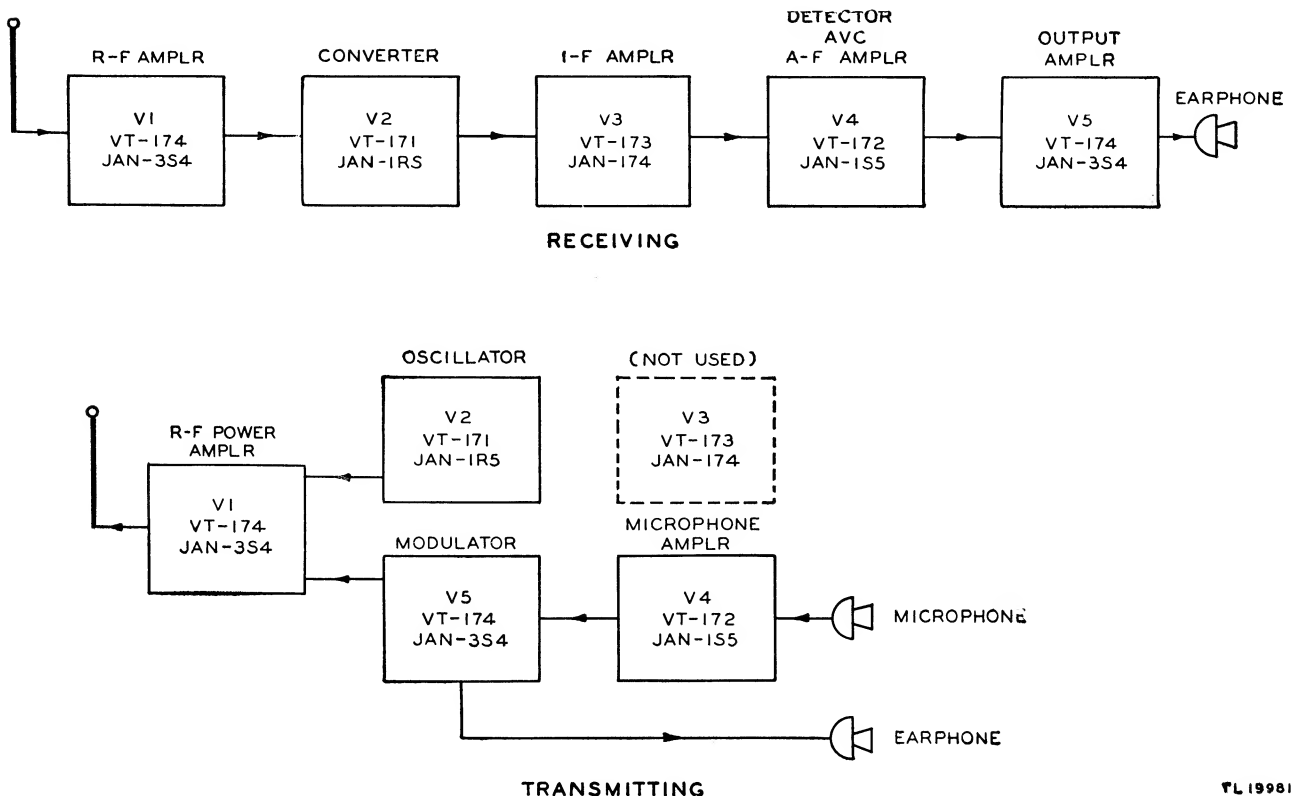 R-F AMPLR
V1
VT-174
JAN-3S4
CONVERTER
V2
VT-171
JAN-1RS
I-F AMPLR
V3
VT-173
JAN-174
DETECTOR
AVC
A-F AMPLR
V4
VT-172
JAN-1S5
OUTPUT
AMPLR
V5
VT-174
JAN-3S4
EARPHONE
RECEIVING
OSCILLATOR
V2
VT-171
JAN-1R5
(NOT USED)
V3
VT-173
JAN-174
R-F POWER
AMPLR
V1
VT-174
JAN-3S4
MODULATOR
V5
VT-174
JAN-3S4
MICROPHONE
AMPLR
V4
VT-172
JAN-1S5
MICROPHONE
EARPHONE
TRANSMITTING
TL 19981